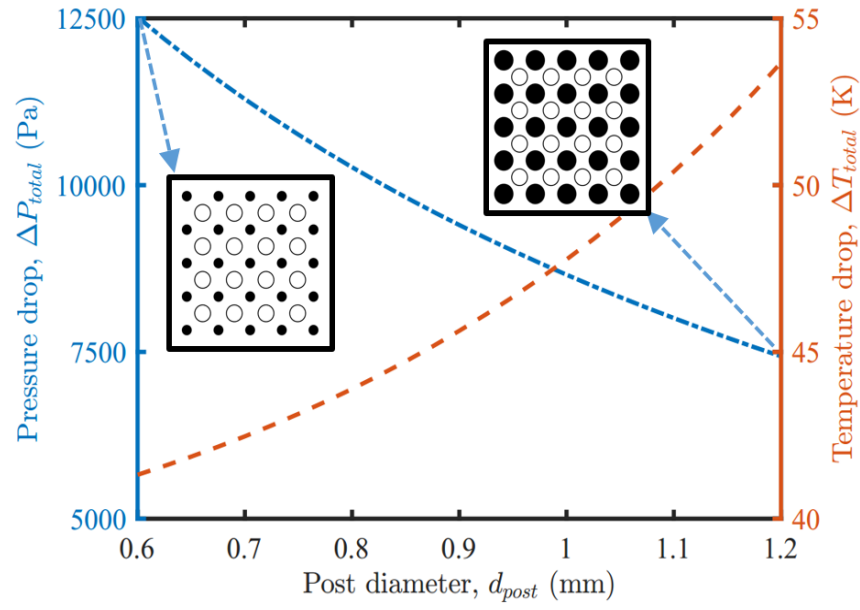 12500
10000
7500
5000
Pressure drop, ΔP_total (Pa)
55
50
45
40
Temperature drop, ΔT_total (K)
0.6 0.7 0.8 0.9 1 1.1 1.2
Post diameter, d_post (mm)